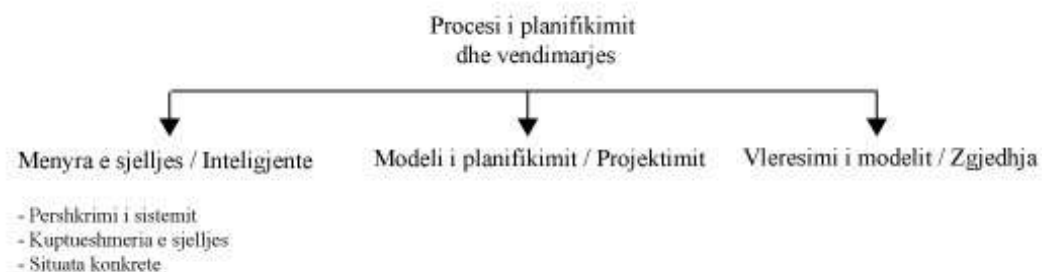 Procesi i planifikimit
dhe vendimarjes
Menyra e sjelljes / Inteligjente
Modeli i planifikimit / Projektimit
Vleresimi i modelit / Zgjedhja
- Pershkrimi i sistemit
- Kuptueshmeria e sjelljes
- Situata konkrete